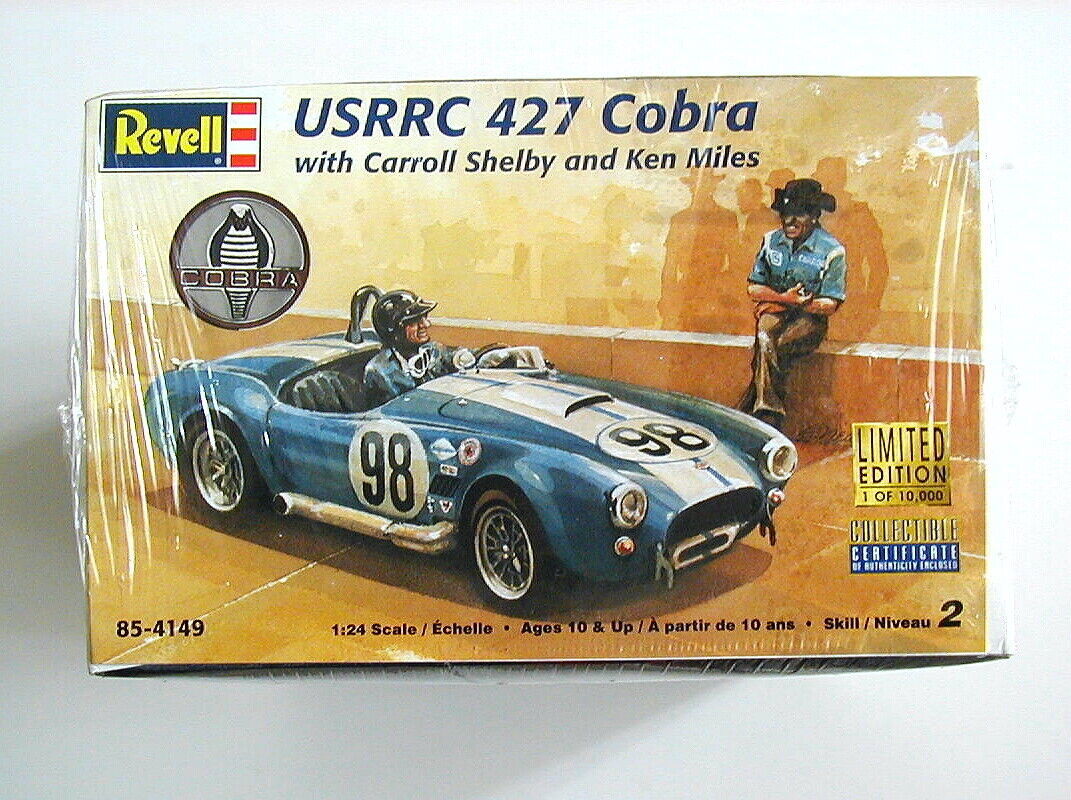 Revell
USRRC 427 Cobra
with Carroll Shelby and Ken Miles
COBRA
98
98
LIMITED
EDITION
1 OF 10,000
COLLECTIBLE
CERTIFICATE
OF AUTHENTICITY ENCLOSED
85-4149
1:24 Scale / Échelle • Ages 10 & Up / À partir de 10 ans • Skill / Niveau 2